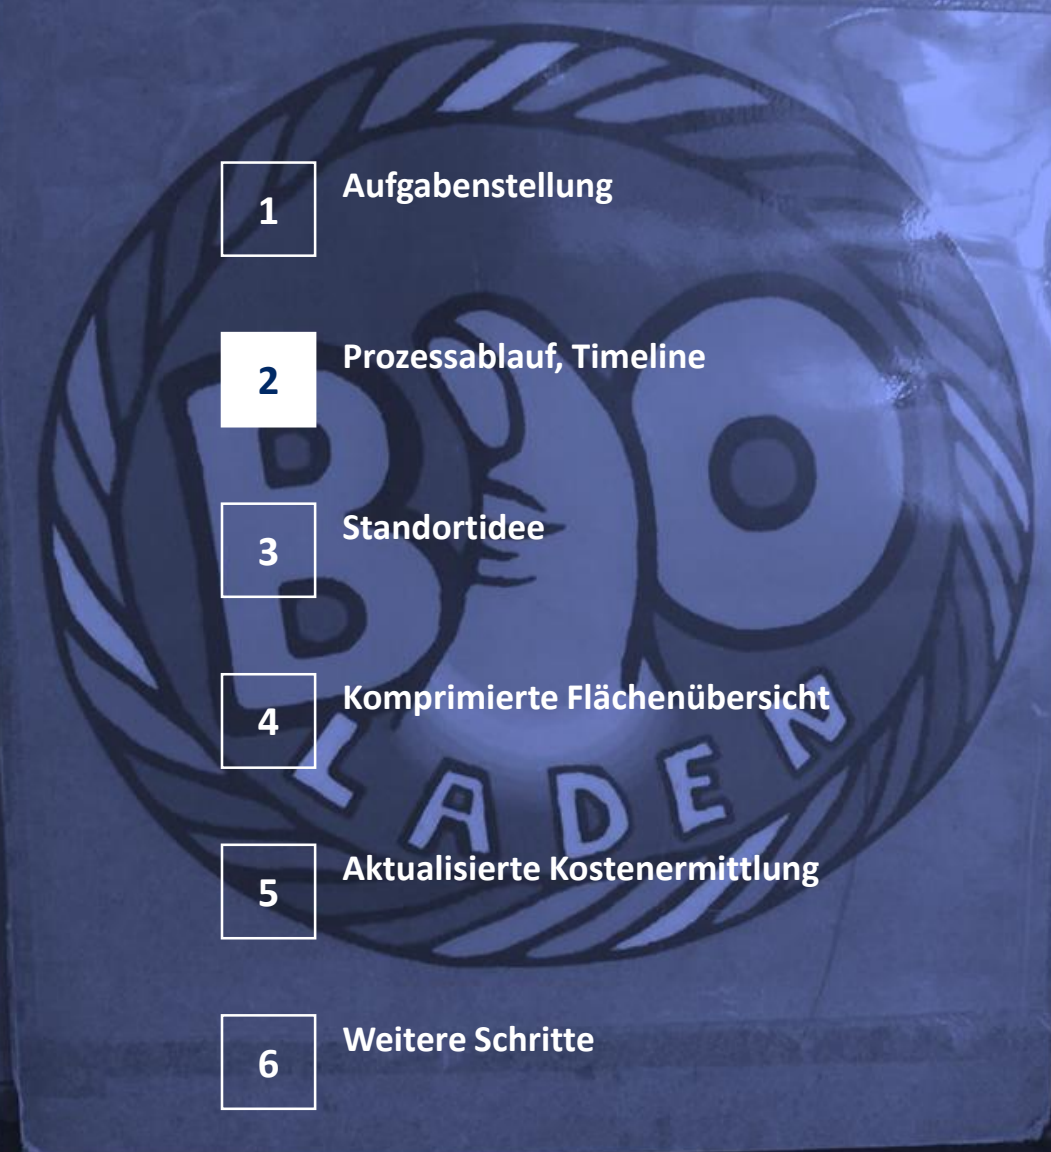 1 Aufgabenstellung
2 Prozessablauf, Timeline
3 Standortidee
4 Komprimierte Flächenübersicht
5 Aktualisierte Kostenermittlung
6 Weitere Schritte
BIO
LADEN